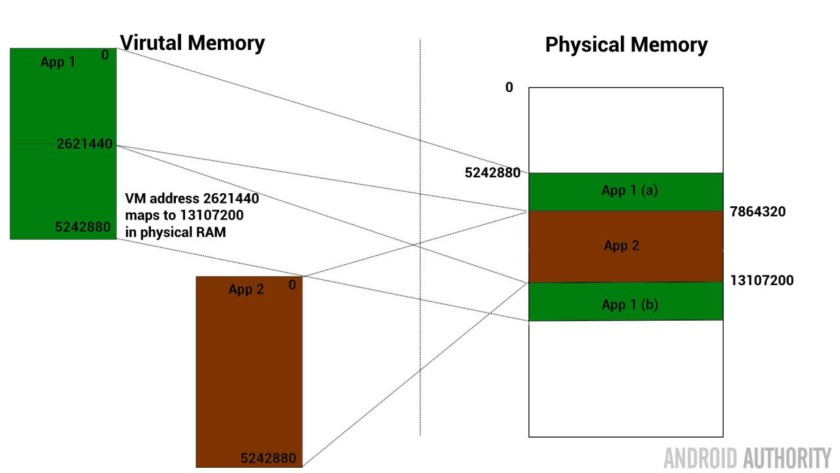 Virutal Memory
Physical Memory
App 1
0
2621440
5242880
VM address 2621440
maps to 13107200
in physical RAM
App 2
0
5242880
0
5242880
App 1 (a)
7864320
App 2
13107200
App 1 (b)
ANDROID AUTHORITY